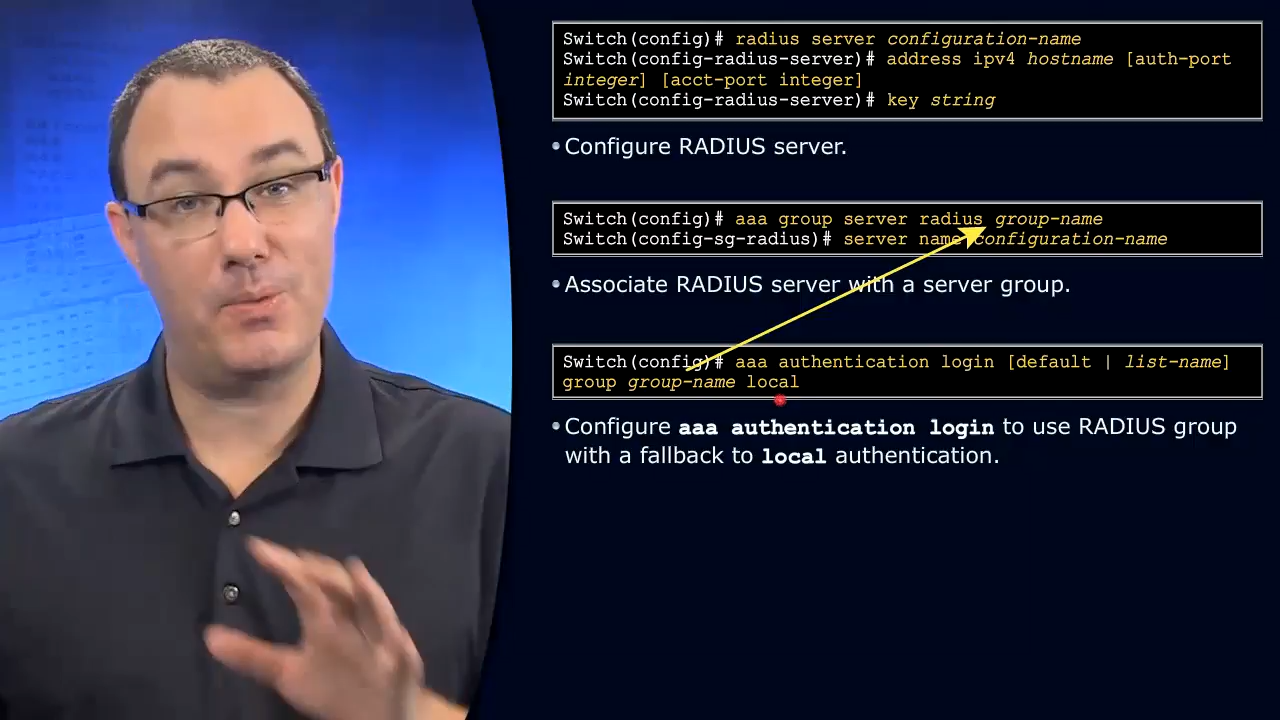 Switch(config)# radius server configuration-name
Switch(config-radius-server)# address ipv4 hostname [auth-port
integer] [acct-port integer]
Switch(config-radius-server)# key string
•Configure RADIUS server.
Switch(config)# aaa group server radius group-name
Switch(config-sg-radius)# server name configuration-name
•Associate RADIUS server with a server group.
Switch(config)# aaa authentication login [default | list-name]
group group-name local
•Configure aaa authentication login to use RADIUS group
with a fallback to local authentication.